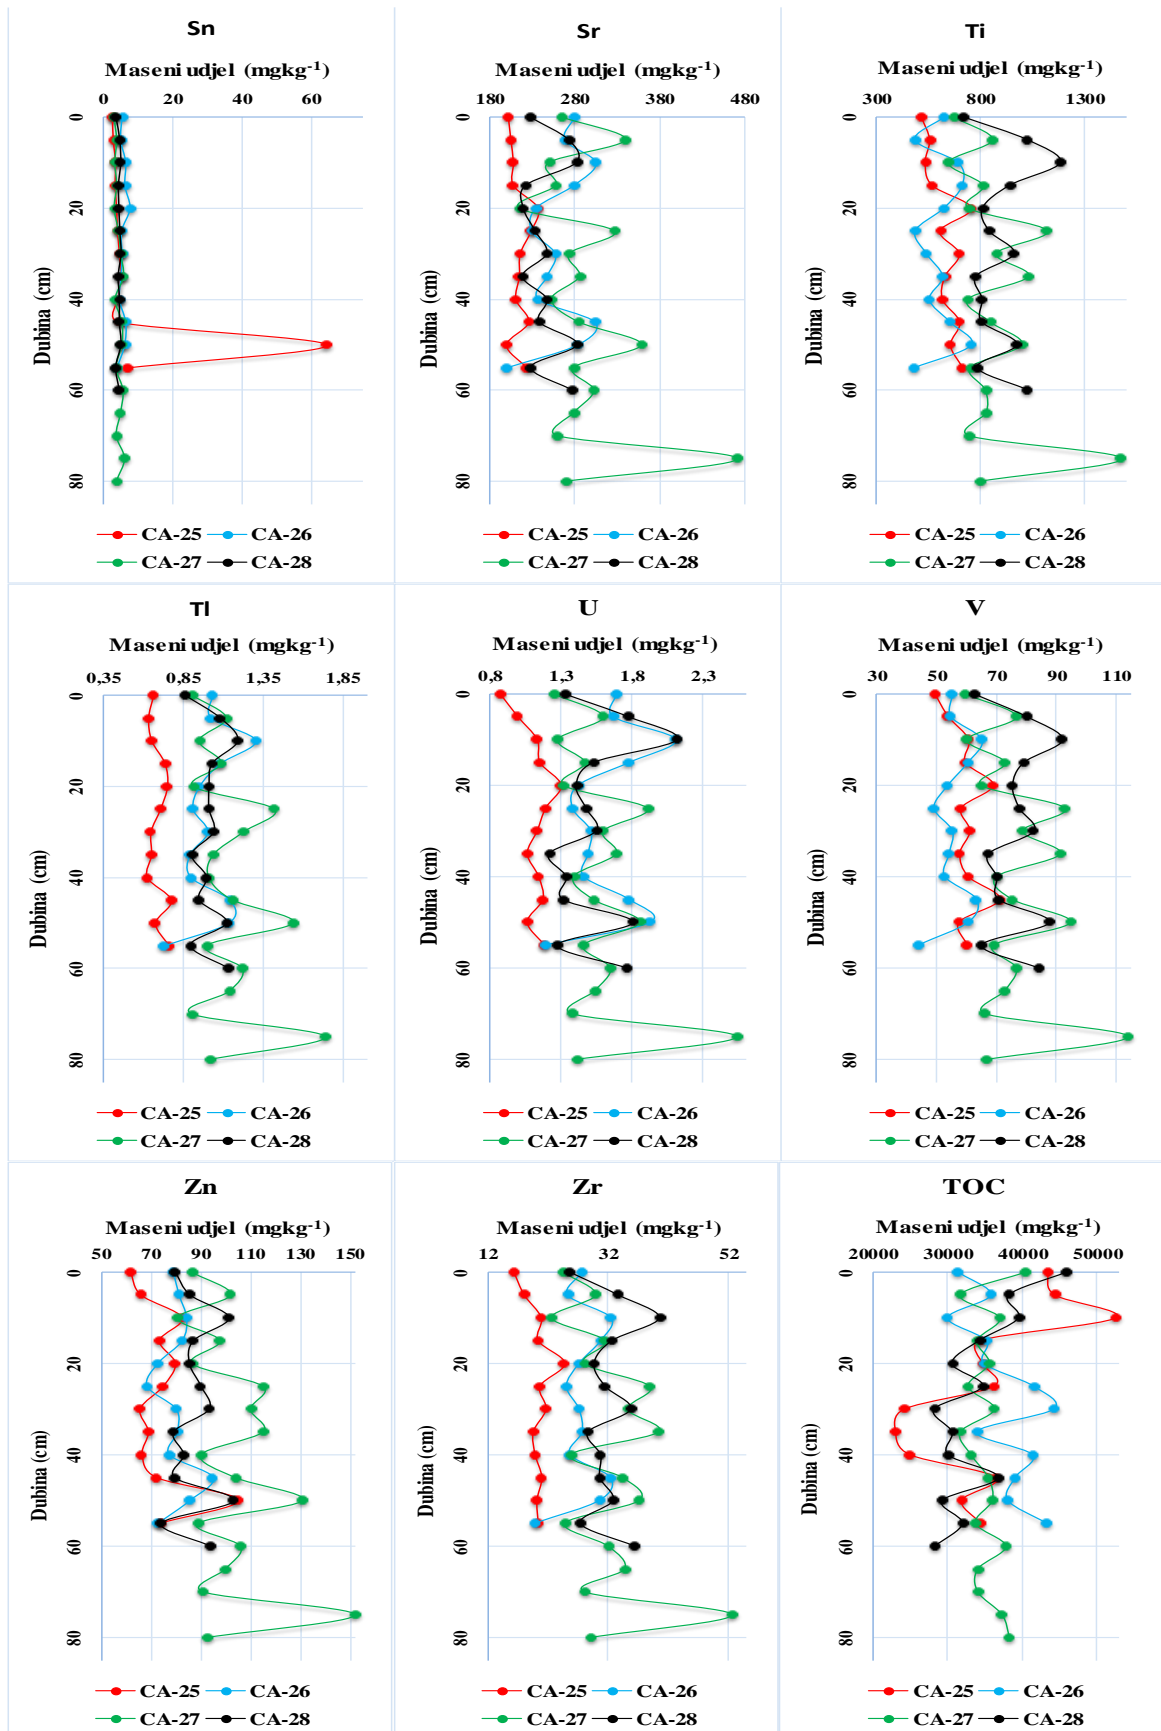 Sn
Maseni udjel (mgkg-1)
0 20 40 60
Dubina (cm)
0
20
40
60
80
CA-25 CA-26
CA-27 CA-28
Sr
Maseni udjel (mgkg-1)
180 280 380 480
Dubina (cm)
0
20
40
60
80
CA-25 CA-26
CA-27 CA-28
Ti
Maseni udjel (mgkg-1)
300 800 1300
Dubina (cm)
0
20
40
60
80
CA-25 CA-26
CA-27 CA-28
Tl
Maseni udjel (mgkg-1)
0,35 0,85 1,35 1,85
Dubina (cm)
0
20
40
60
80
CA-25 CA-26
CA-27 CA-28
U
Maseni udjel (mgkg-1)
0,8 1,3 1,8 2,3
Dubina (cm)
0
20
40
60
80
CA-25 CA-26
CA-27 CA-28
V
Maseni udjel (mgkg-1)
30 50 70 90 110
Dubina (cm)
0
20
40
60
80
CA-25 CA-26
CA-27 CA-28
Zn
Maseni udjel (mgkg-1)
50 70 90 110 130 150
Dubina (cm)
0
20
40
60
80
CA-25 CA-26
CA-27 CA-28
Zr
Maseni udjel (mgkg-1)
12 32 52
Dubina (cm)
0
20
40
60
80
CA-25 CA-26
CA-27 CA-28
TOC
Maseni udjel (mgkg-1)
20000 30000 40000 50000
Dubina (cm)
0
20
40
60
80
CA-25 CA-26
CA-27 CA-28